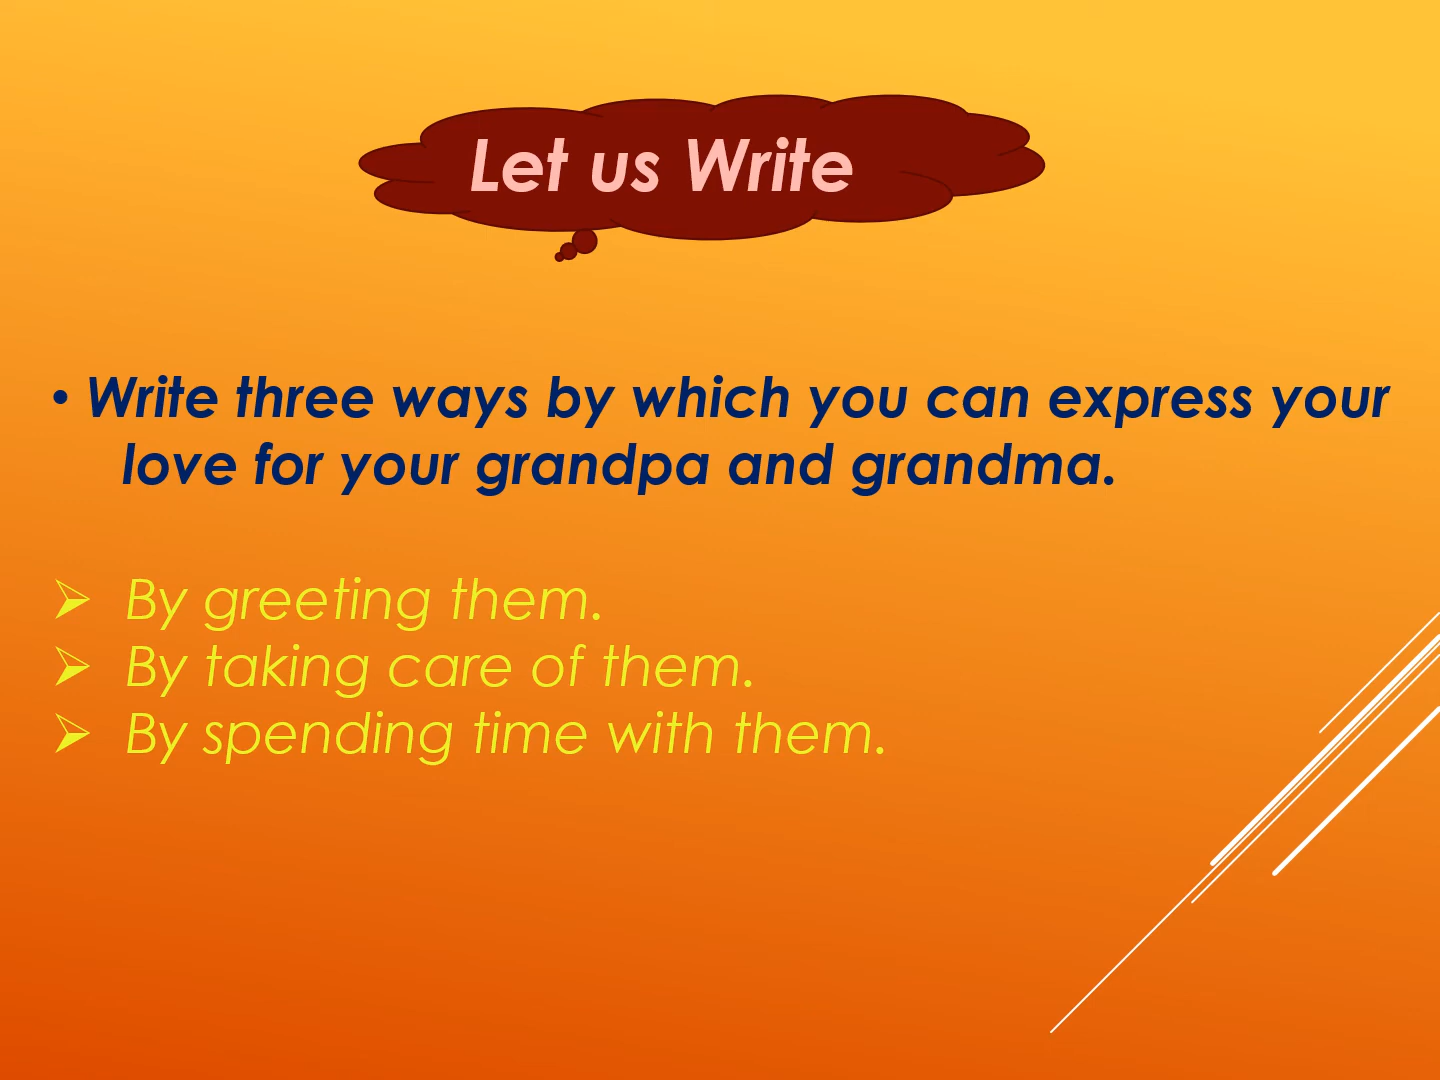 Let us Write
• Write three ways by which you can express your
love for your grandpa and grandma.
➢ By greeting them.
➢ By taking care of them.
➢ By spending time with them.